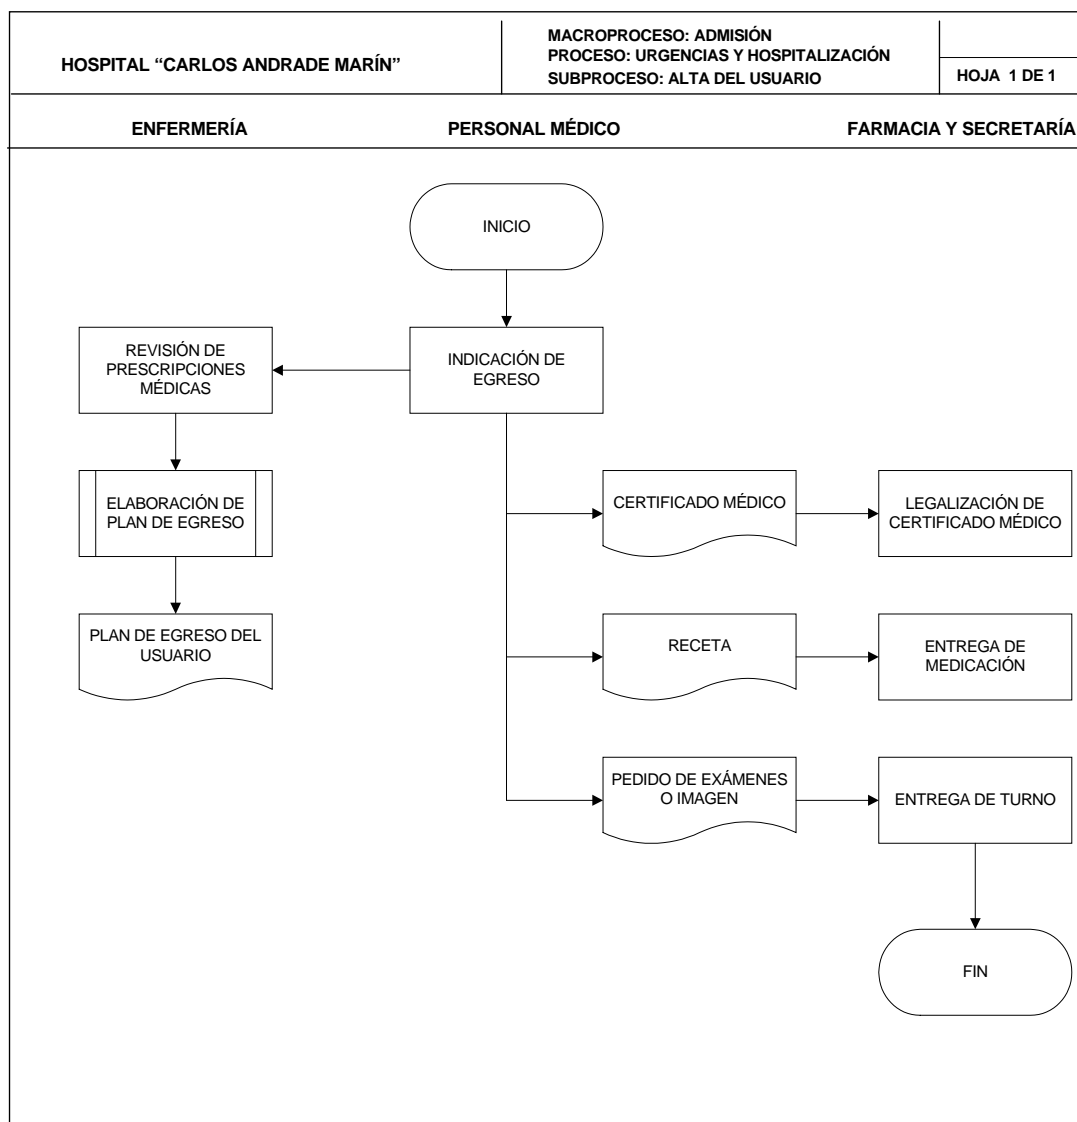 HOSPITAL “CARLOS ANDRADE MARÍN”
MACROPROCESO: ADMISIÓN
PROCESO: URGENCIAS Y HOSPITALIZACIÓN
SUBPROCESO: ALTA DEL USUARIO
HOJA 1 DE 1
ENFERMERÍA
PERSONAL MÉDICO
FARMACIA Y SECRETARÍA
INICIO
REVISIÓN DE
PRESCRIPCIONES
MÉDICAS
INDICACIÓN DE
EGRESO
ELABORACIÓN DE
PLAN DE EGRESO
CERTIFICADO MÉDICO
LEGALIZACIÓN DE
CERTIFICADO MÉDICO
PLAN DE EGRESO DEL
USUARIO
RECETA
ENTREGA DE
MEDICACIÓN
PEDIDO DE EXÁMENES
O IMAGEN
ENTREGA DE TURNO
FIN